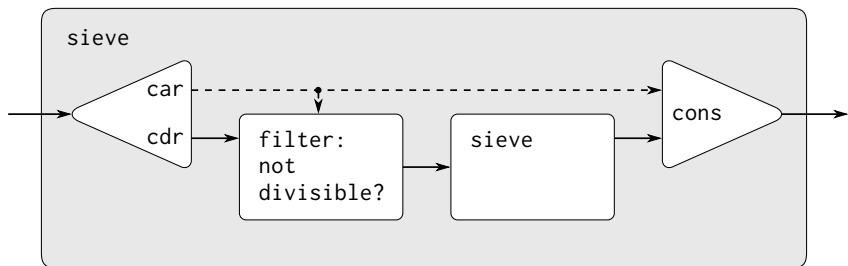 sieve
car
cdr
filter:
not
divisible?
sieve
cons